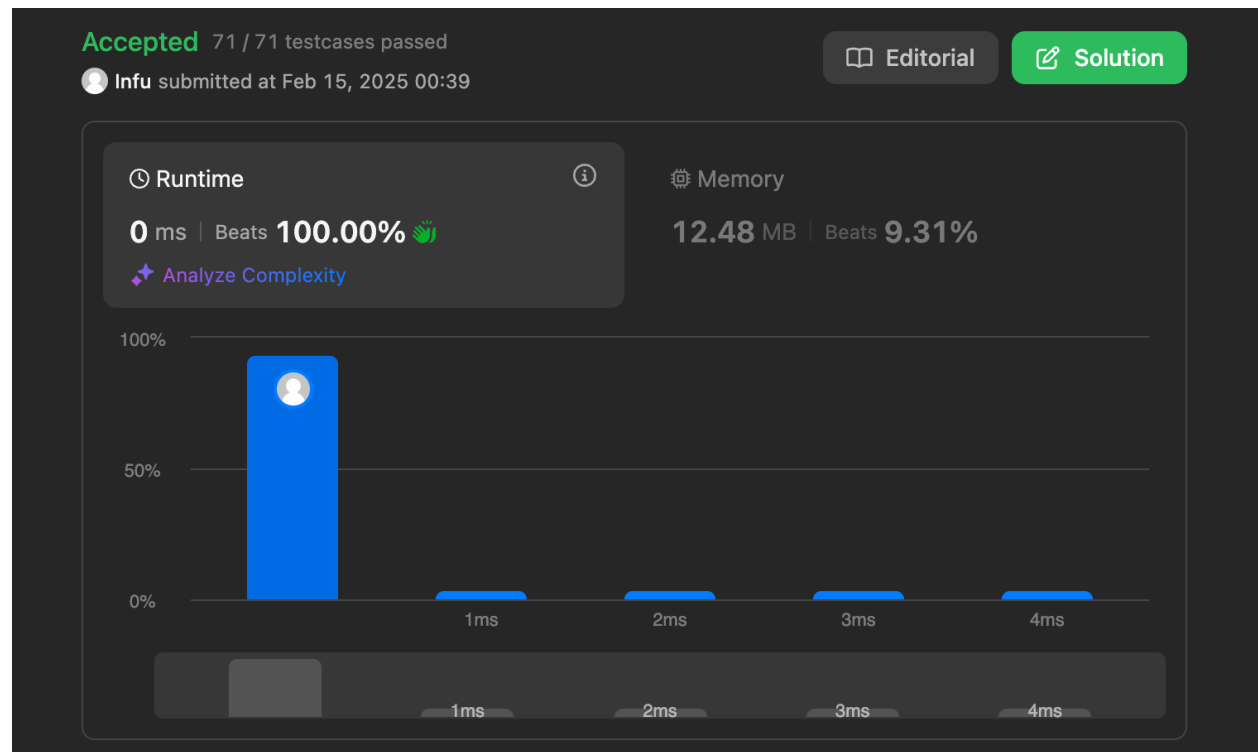 Accepted 71 / 71 testcases passed
Infu submitted at Feb 15, 2025 00:39
Editorial
Solution
Runtime
0 ms | Beats 100.00%
Analyze Complexity
Memory
12.48 MB | Beats 9.31%
100%
50%
0%
1ms 2ms 3ms 4ms
1ms 2ms 3ms 4ms